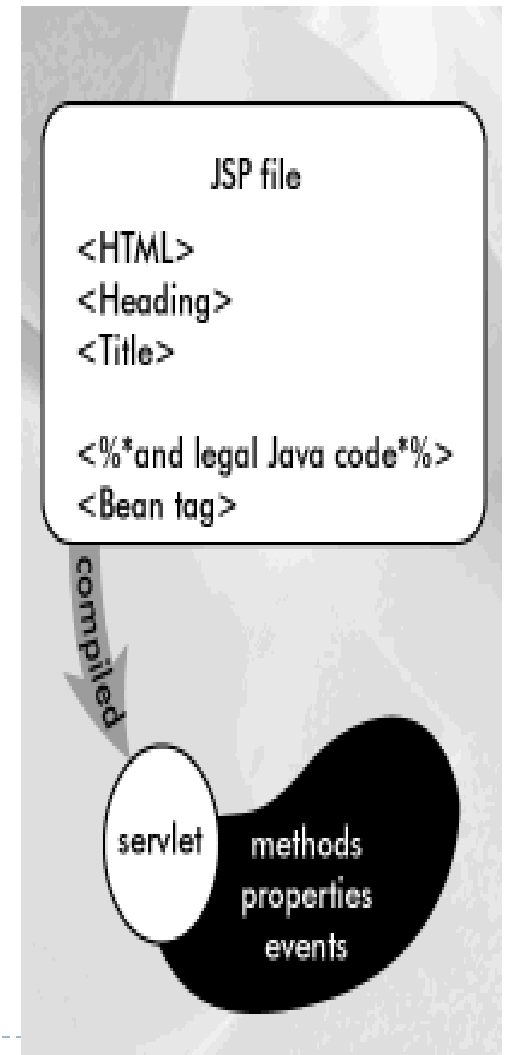 JSP file
<HTML>
<Heading>
<Title>
<%*and legal Java code*%>
<Bean tag>
compiled
servlet
methods
properties
events